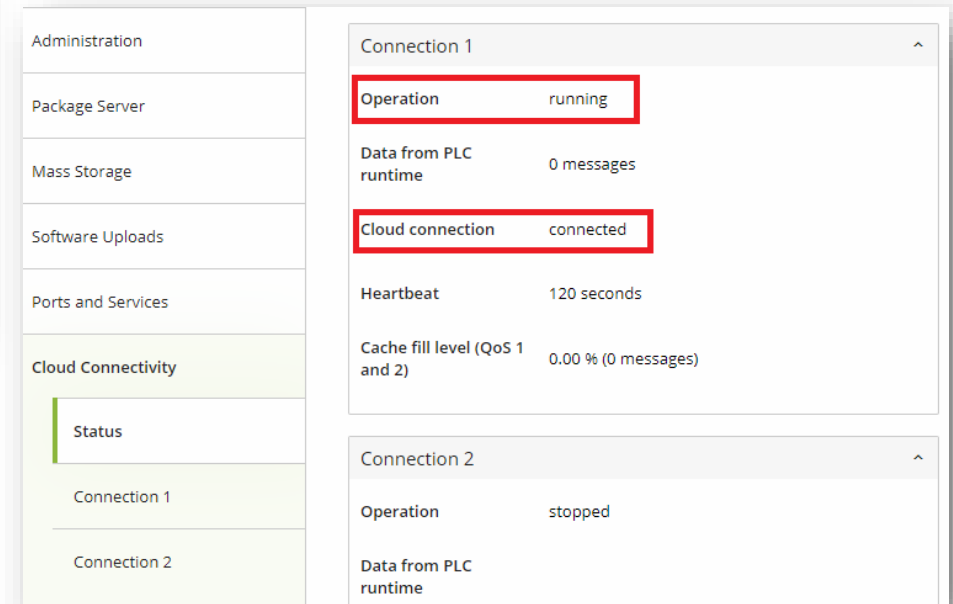 Administration
Package Server
Mass Storage
Software Uploads
Ports and Services
Cloud Connectivity
Status
Connection 1
Connection 2
Connection 1
Operation running
Data from PLC
runtime 0 messages
Cloud connection connected
Heartbeat 120 seconds
Cache fill level (QoS 1
and 2) 0.00 % (0 messages)
Connection 2
Operation stopped
Data from PLC
runtime